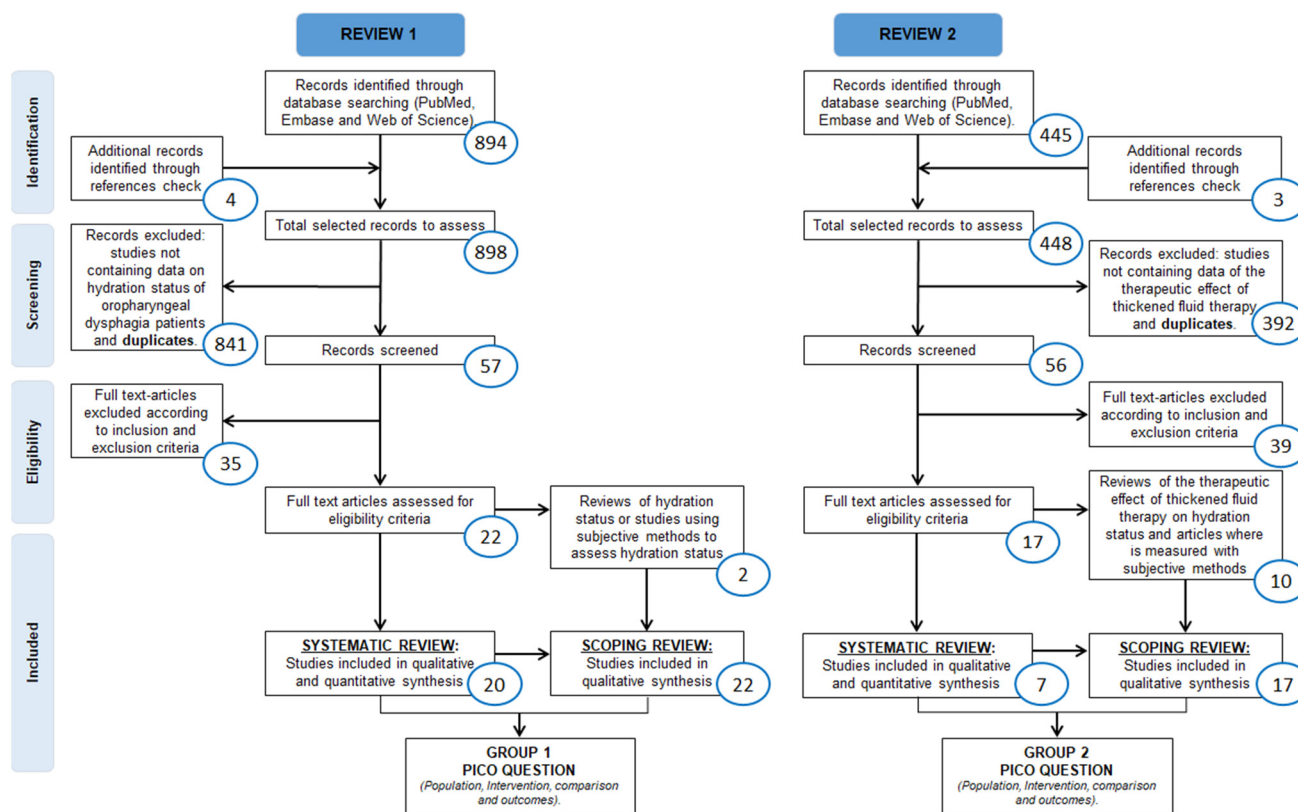 REVIEW 1
Identification
Records identified through
database searching (PubMed,
Embase and Web of Science).
894
Additional records
identified through
references check
4
Total selected records to assess
898
Screening
Records excluded:
studies not
containing data on
hydration status of
oropharyngeal
dysphagia patients
and duplicates.
841
Records screened
57
Eligibility
Full text-articles
excluded according
to inclusion and
exclusion criteria
35
Full text articles assessed for
eligibility criteria
22
Reviews of hydration
status or studies using
subjective methods to
assess hydration status
2
Included
SYSTEMATIC REVIEW:
Studies included in qualitative
and quantitative synthesis
20
SCOPING REVIEW:
Studies included in
qualitative synthesis
22
GROUP 1
PICO QUESTION
(Population, Intervention, comparison
and outcomes).
REVIEW 2
Records identified through
database searching (PubMed,
Embase and Web of Science).
445
Additional records
identified through
references check
3
Total selected records to assess
448
Records excluded: studies
not containing data of the
therapeutic effect of
thickened fluid therapy
and duplicates.
392
Records screened
56
Full text-articles excluded
according to inclusion and
exclusion criteria
39
Full text articles assessed for
eligibility criteria
17
Reviews of the therapeutic
effect of thickened fluid
therapy on hydration
status and articles where
is measured with
subjective methods
10
SYSTEMATIC REVIEW:
Studies included in qualitative
and quantitative synthesis
7
SCOPING REVIEW:
Studies included in
qualitative synthesis
17
GROUP 2
PICO QUESTION
(Population, Intervention, comparison
and outcomes).